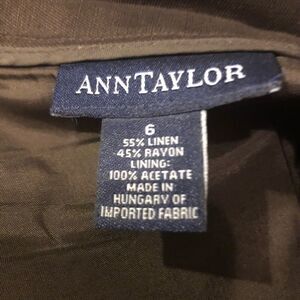 ANNTAYLOR
6
55% LINEN
45% RAYON
LINING:
100% ACETATE
MADE IN
HUNGARY OF
IMPORTED FABRIC